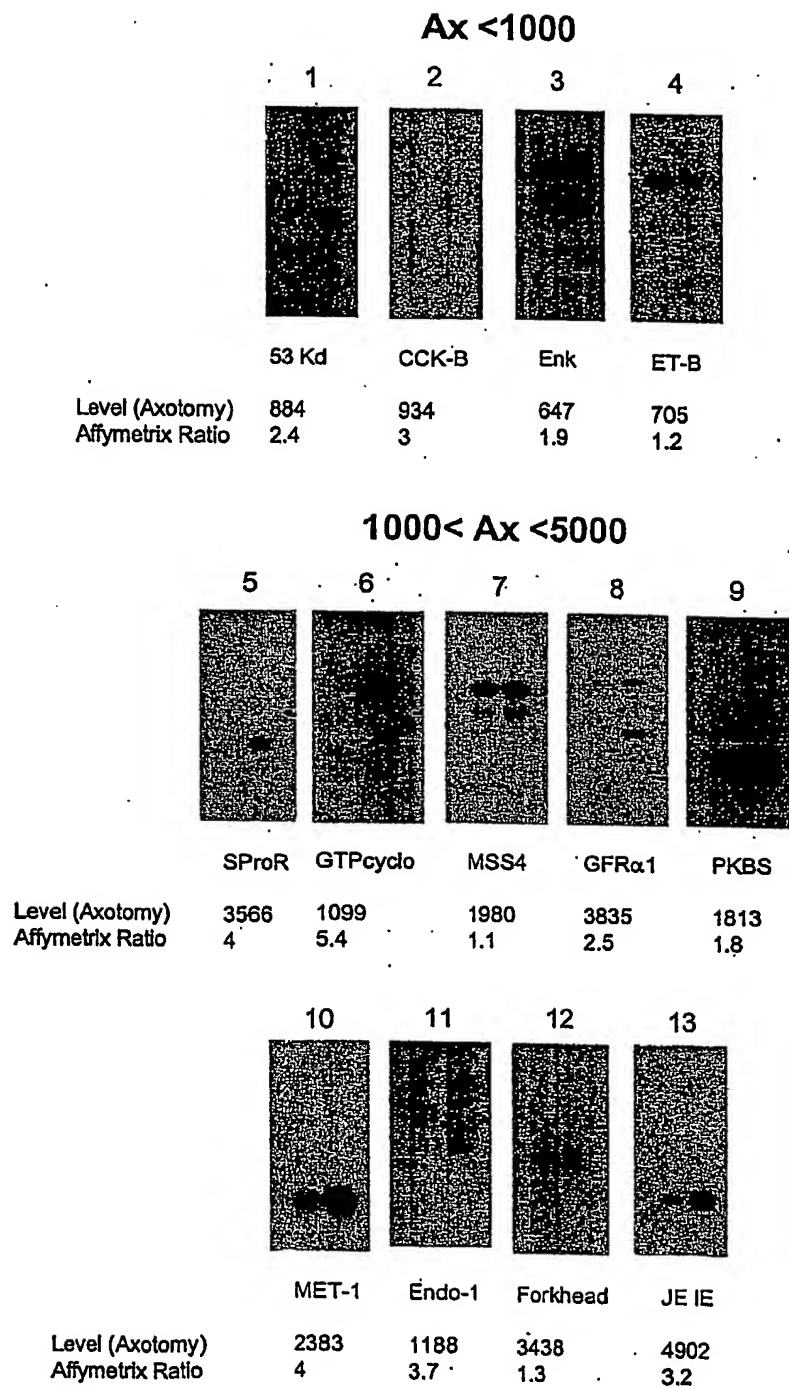 Ax <1000
1 2 3 4
53 Kd CCK-B Enk ET-B
Level (Axotomy) 884 934 647 705
Affymetrix Ratio 2.4 3 1.9 1.2
1000< Ax <5000
5 6 7 8 9
SProR GTPcyclo MSS4 GFRα1 PKBS
Level (Axotomy) 3566 1099 1980 3835 1813
Affymetrix Ratio 4 5.4 1.1 2.5 1.8
10 11 12 13
MET-1 Endo-1 Forkhead JE IE
Level (Axotomy) 2383 1188 3438 4902
Affymetrix Ratio 4 3.7 1.3 3.2